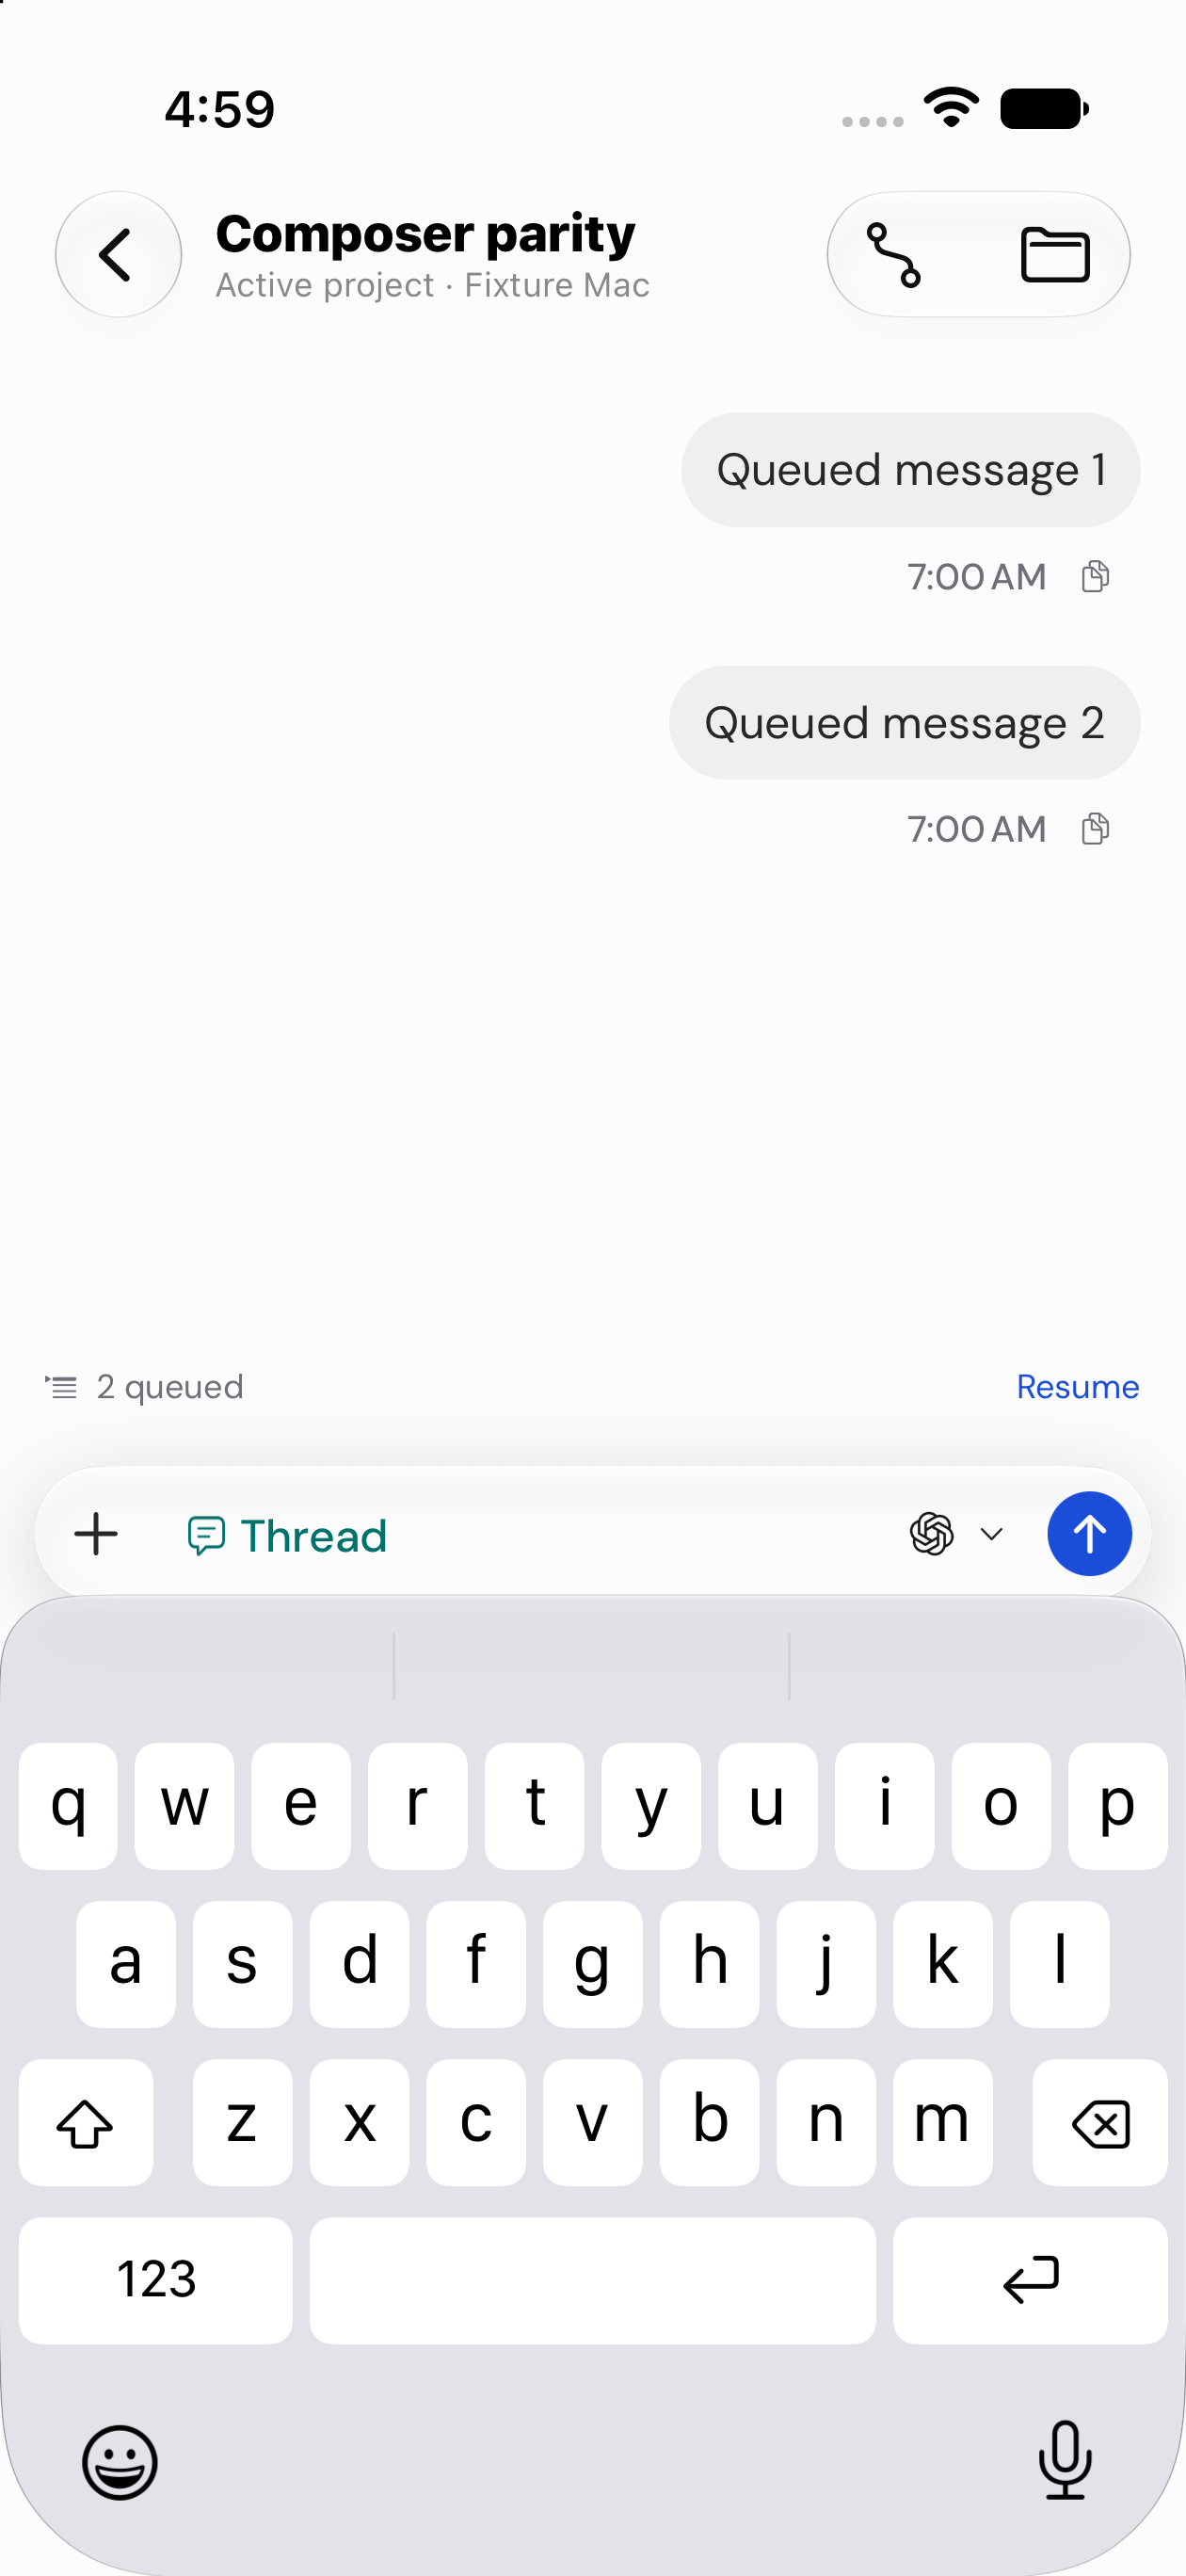 4:59
Composer parity
Active project · Fixture Mac
Queued message 1
7:00 AM
Queued message 2
7:00 AM
2 queued
Resume
Thread
q w e r t y u i o p
a s d f g h j k l
z x c v b n m
123